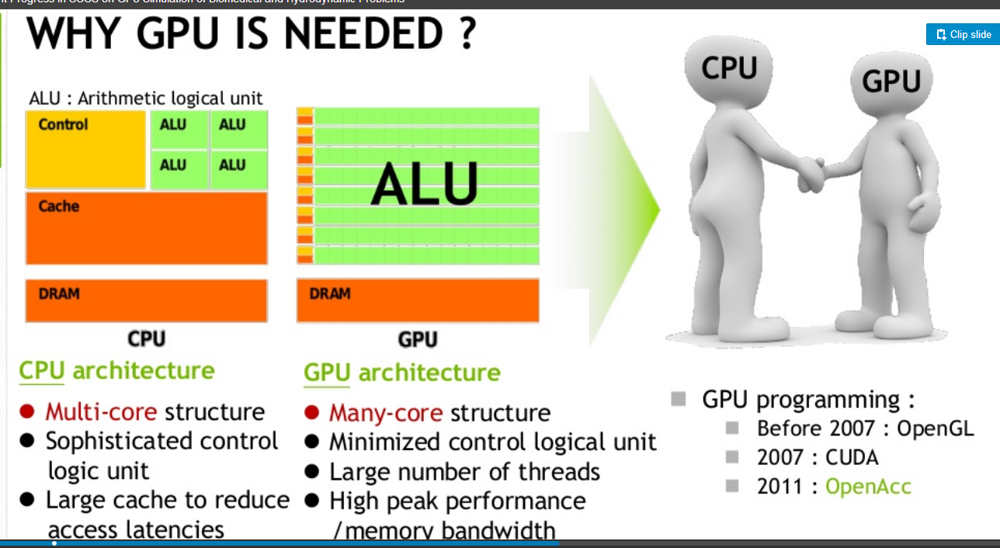 Progress in SCCS on GPU Simulation of Biomedical and Hydrodynamic Problems
WHY GPU IS NEEDED ?
Clip slide
ALU : Arithmetic logical unit
Control
ALU
ALU
ALU
ALU
Cache
DRAM
CPU
ALU
DRAM
GPU
CPU
GPU
CPU architecture
Multi-core structure
Sophisticated control
logic unit
Large cache to reduce
access latencies
GPU architecture
Many-core structure
Minimized control logical unit
Large number of threads
High peak performance
/memory bandwidth
GPU programming :
Before 2007 : OpenGL
2007 : CUDA
2011 : OpenAcc